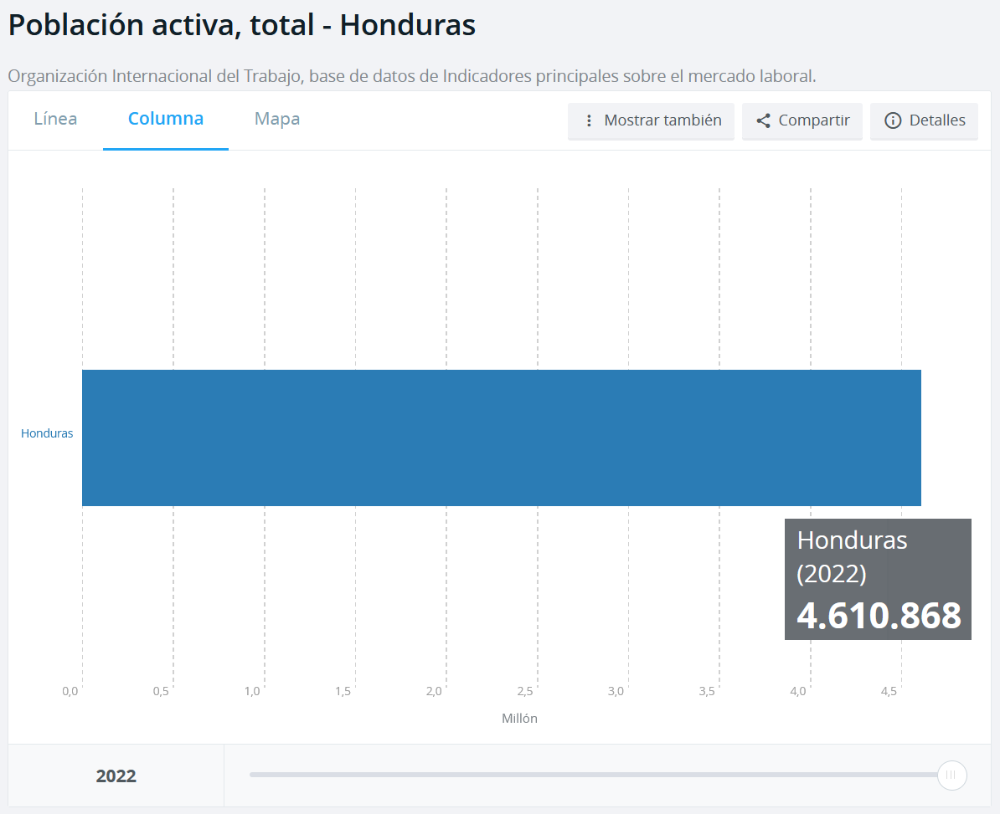 Población activa, total - Honduras
Organización Internacional del Trabajo, base de datos de Indicadores principales sobre el mercado laboral.
Línea Columna Mapa Mostrar también Compartir Detalles
Honduras
Honduras
(2022)
4.610.868
0,0 0,5 1,0 1,5 2,0 2,5 3,0 3,5 4,0 4,5
Millón
2022